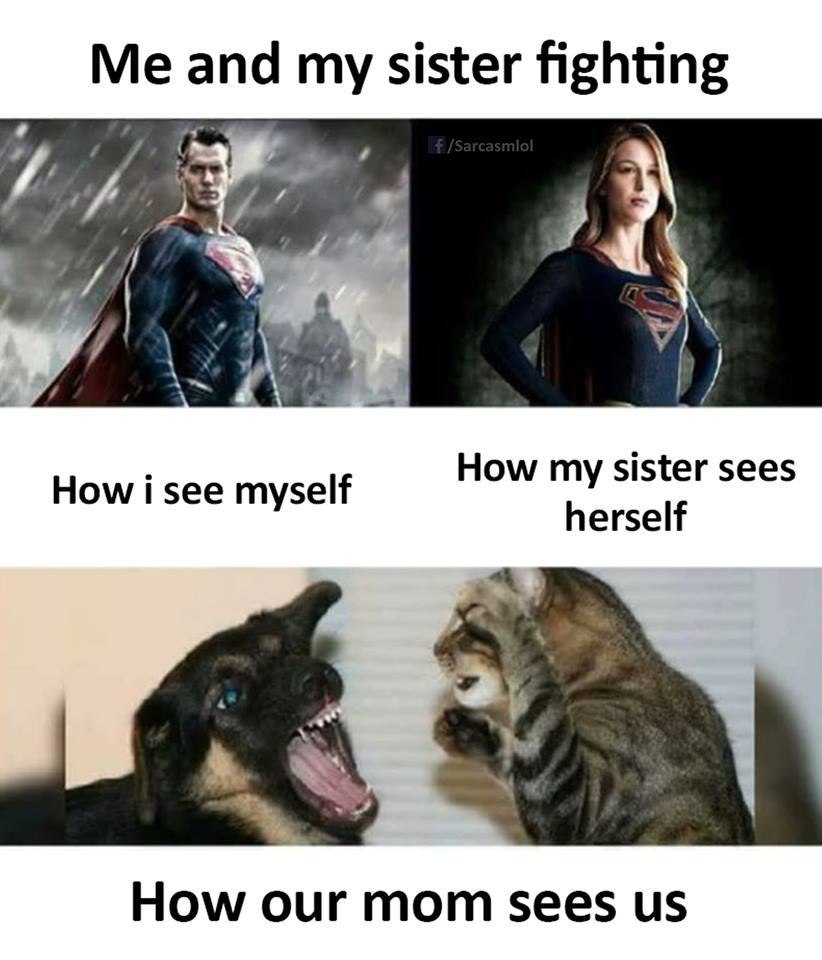 Me and my sister fighting
f/Sarcasmlol
How i see myself
How my sister sees
herself
How our mom sees us